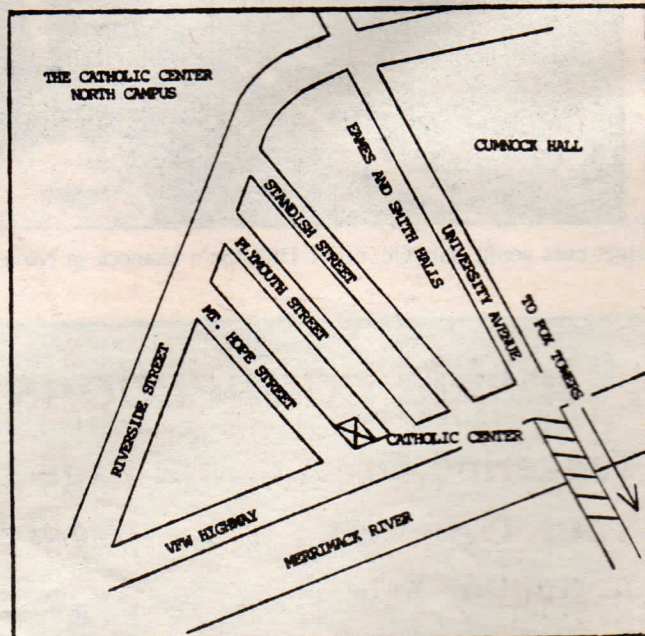 THE CATHOLIC CENTER
NORTH CAMPUS
CUMNOCK HALL
EAMES AND SMITH HALLS
UNIVERSITY AVENUE
STANDISH STREET
PLYMOUTH STREET
MT. HOPE STREET
RIVERSIDE STREET
TO FOX TOWERS
CATHOLIC CENTER
VFW HIGHWAY
MERRIMACK RIVER